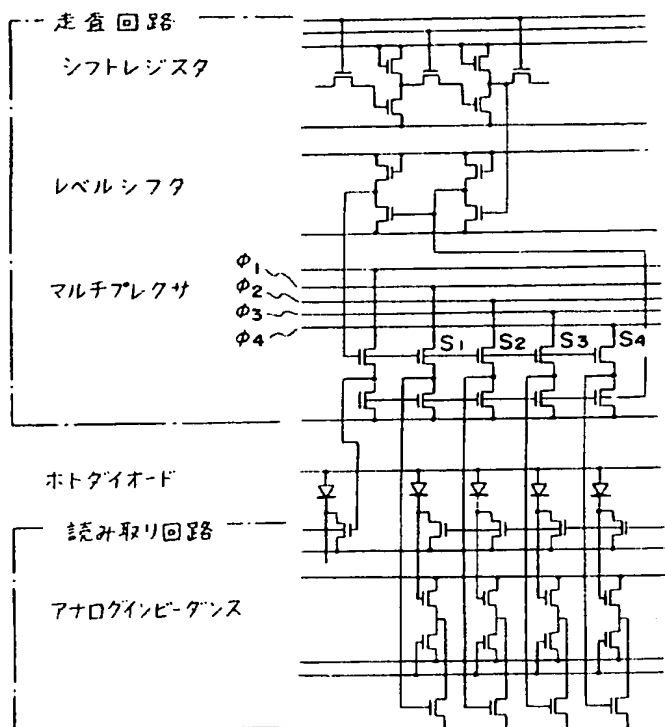 走査回路
シフトレジスタ
レベルシフタ
マルチプレクサ
φ1
φ2
φ3
φ4
S1 S2 S3 S4
ホトダイオード
読み取り回路
アナログインピーダンス